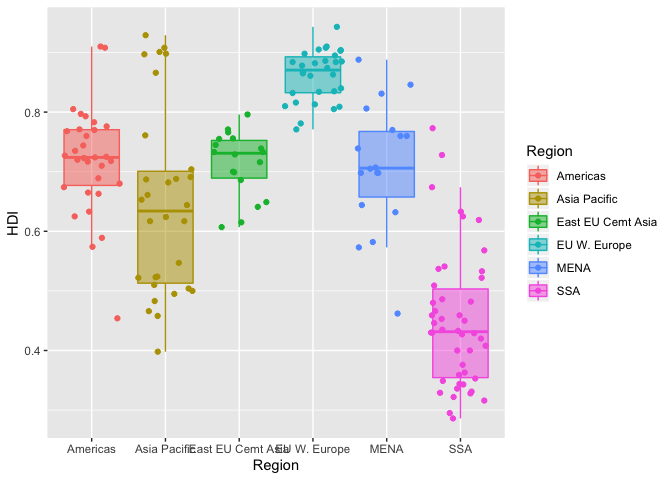 HDI
0.8
0.6
0.4
Americas
Asia Pacific
East EU Cemt Asia
EU W. Europe
MENA
SSA
Region
Region
Americas
Asia Pacific
East EU Cemt Asia
EU W. Europe
MENA
SSA